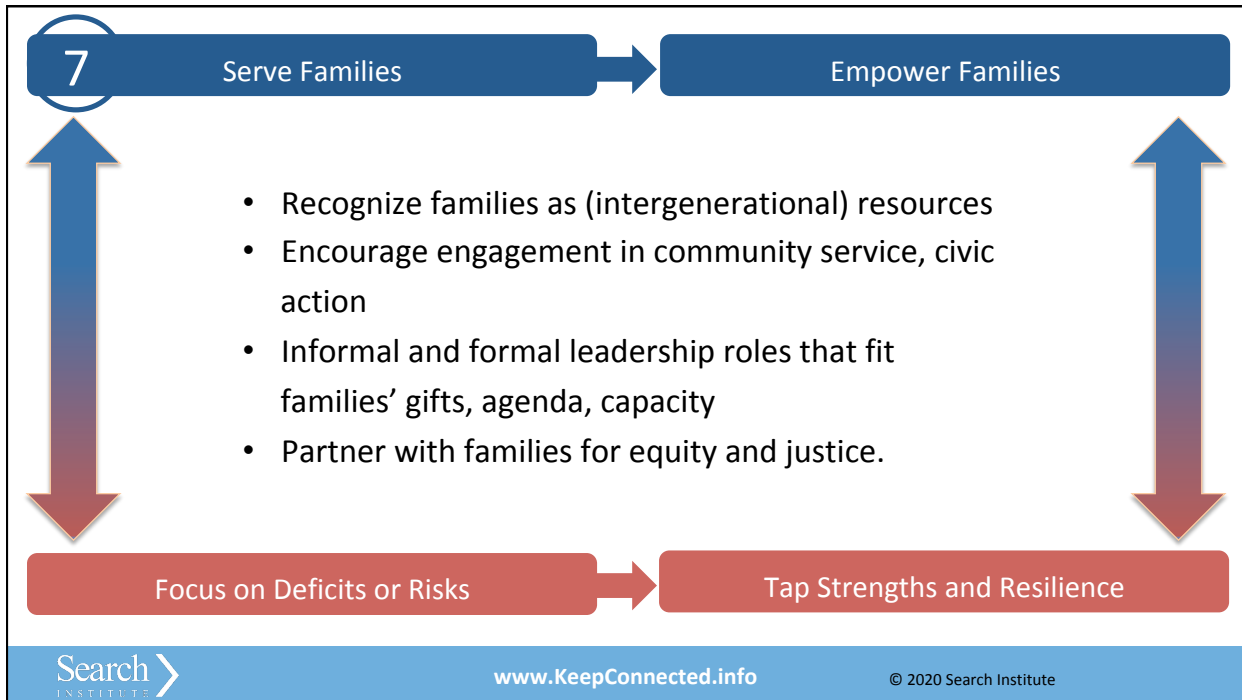 7
Serve Families
Empower Families
• Recognize families as (intergenerational) resources
• Encourage engagement in community service, civic
action
• Informal and formal leadership roles that fit
families’ gifts, agenda, capacity
• Partner with families for equity and justice.
Focus on Deficits or Risks
Tap Strengths and Resilience
Search
INSTITUTE
www.KeepConnected.info
© 2020 Search Institute